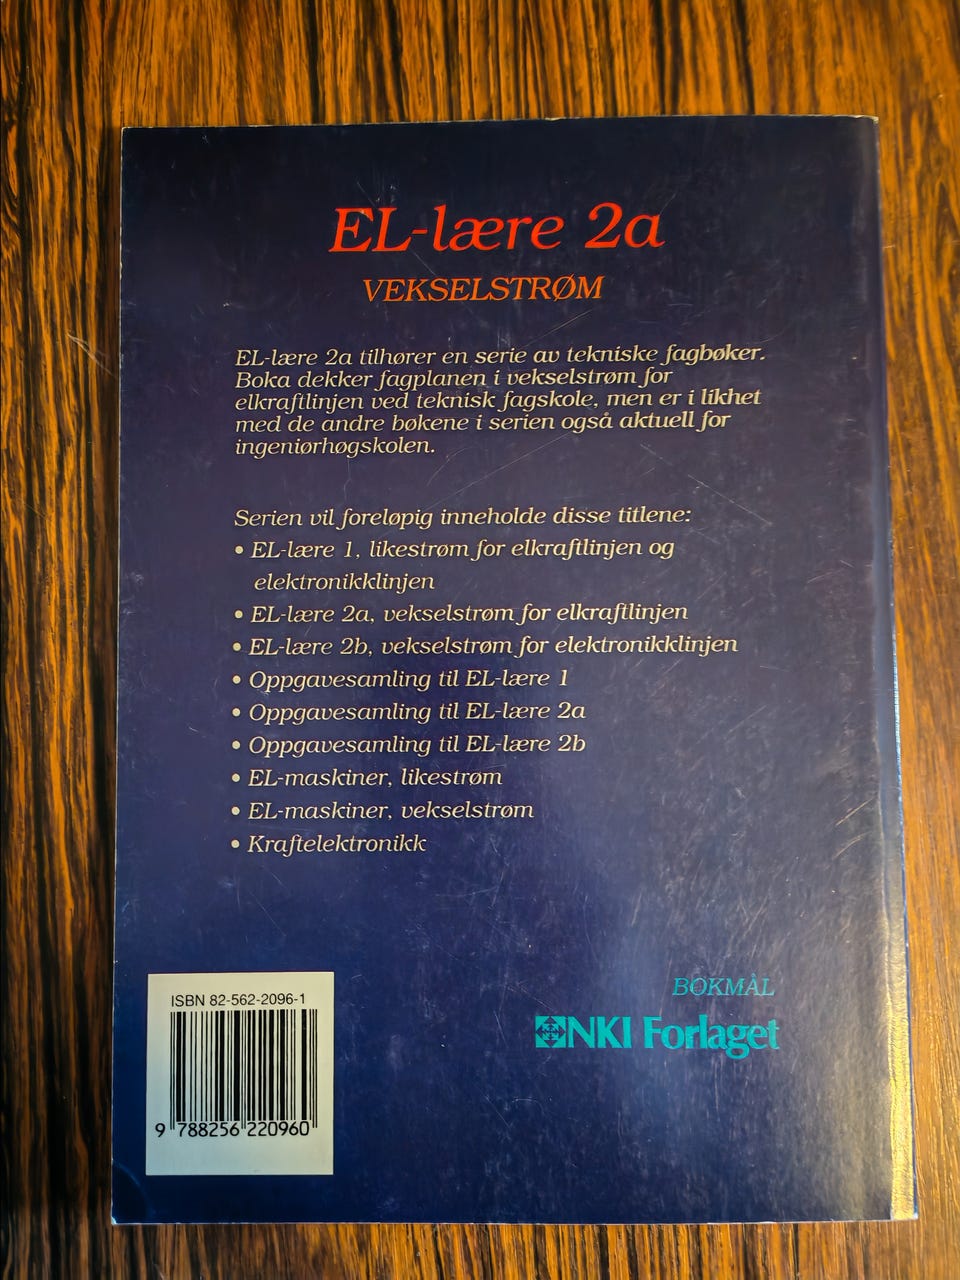 EL-lære 2a
VEKSELSTRØM
EL-lære 2a tilhører en serie av tekniske fagbøker.
Boka dekker fagplanen i vekselstrøm for
elkraftlinjen ved teknisk fagskole, men er i likhet
med de andre bøkene i serien også aktuell for
ingeniørhøgskolen.
Serien vil foreløpig inneholde disse titlene:
• EL-lære 1, likestrøm for elkraftlinjen og
elektronikklinjen
• EL-lære 2a, vekselstrøm for elkraftlinjen
• EL-lære 2b, vekselstrøm for elektronikklinjen
• Oppgavesamling til EL-lære 1
• Oppgavesamling til EL-lære 2a
• Oppgavesamling til EL-lære 2b
• EL-maskiner, likestrøm
• EL-maskiner, vekselstrøm
• Kraftelektronikk
BOKMÅL
NKI Forlaget
ISBN 82-562-2096-1
9 788256 220960